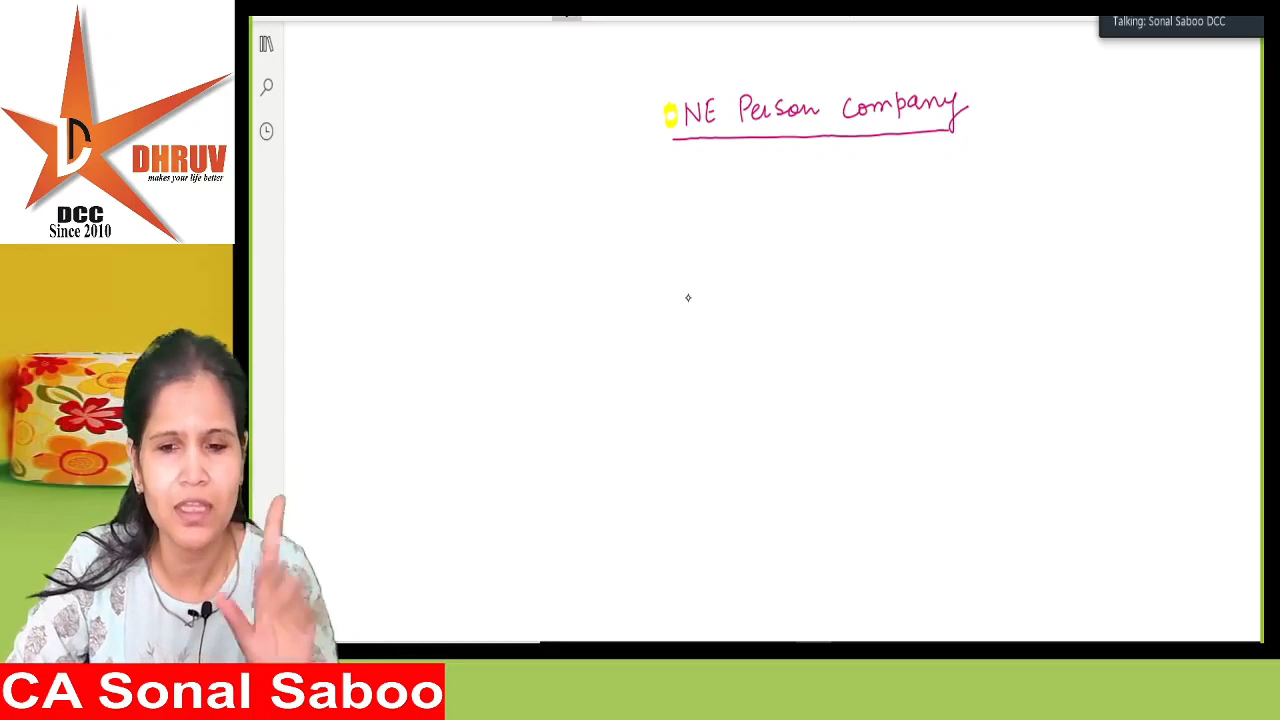 Talking: Sonal Saboo DCC
ONE Person Company
D
DHRUV
makes your life better
DCC
Since 2010
CA Sonal Saboo